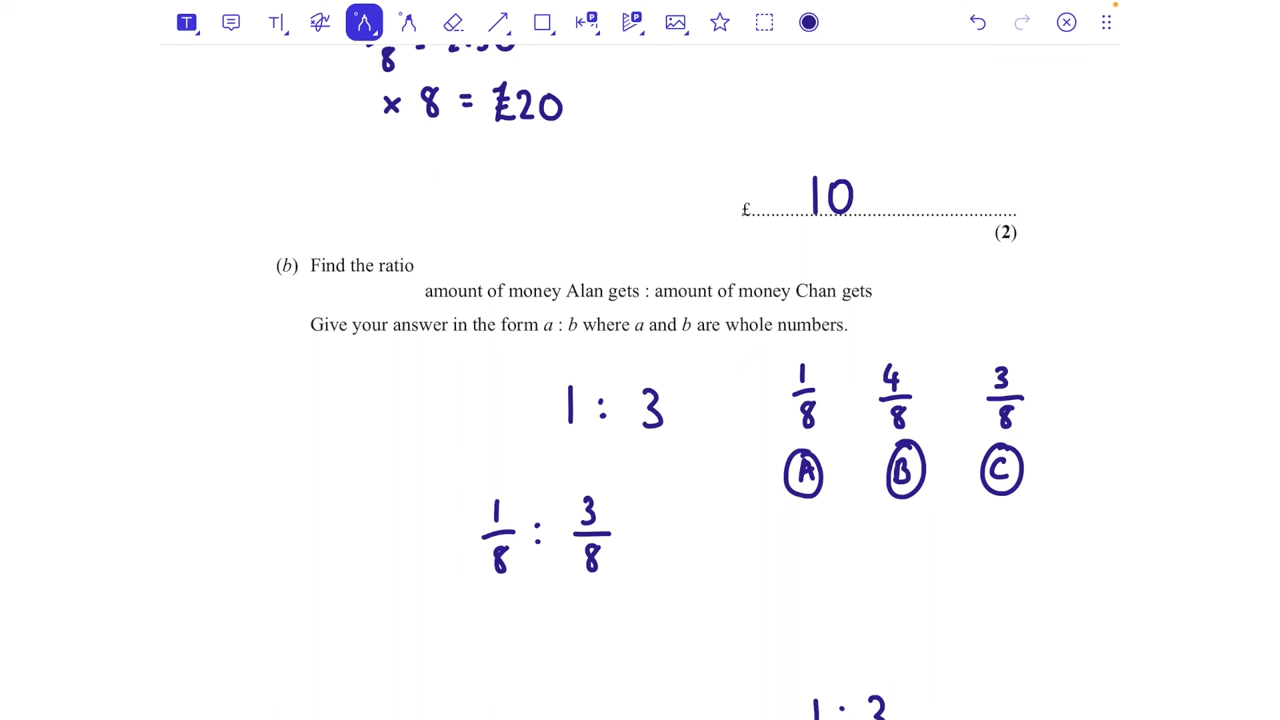 8
× 8 = £20
10
£
(2)
(b) Find the ratio
amount of money Alan gets : amount of money Chan gets
Give your answer in the form a : b where a and b are whole numbers.
1 : 3
1/8 4/8 3/8
A B C
1/8 : 3/8
1 : 3